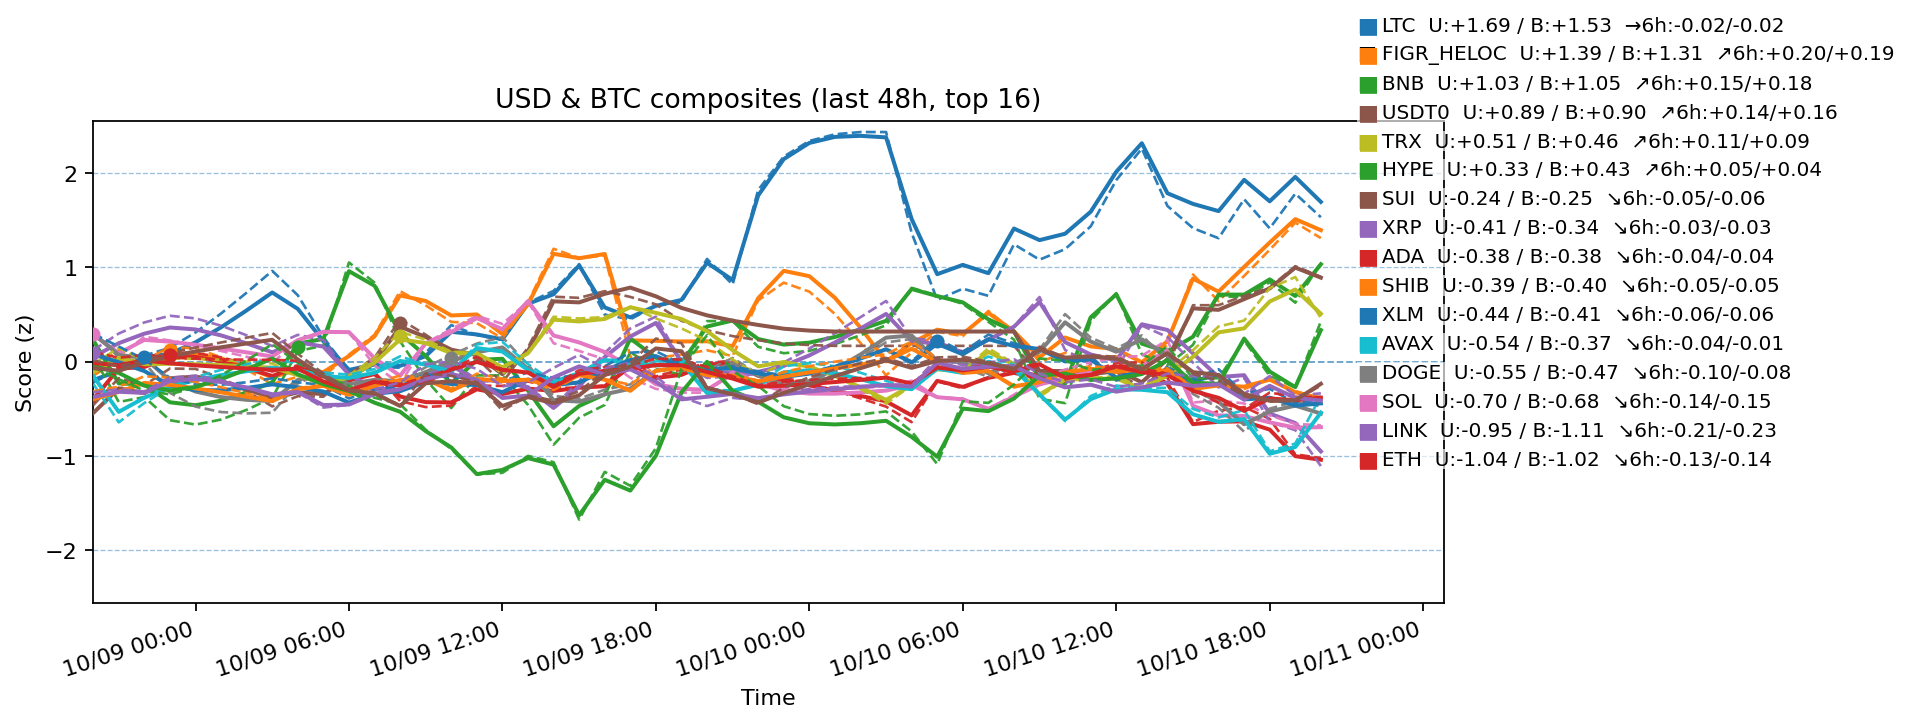 USD & BTC composites (last 48h, top 16)
LTC  U:+1.69 / B:+1.53  →6h:-0.02/-0.02
FIGR_HELOC  U:+1.39 / B:+1.31  ↗6h:+0.20/+0.19
BNB  U:+1.03 / B:+1.05  ↗6h:+0.15/+0.18
USDT0  U:+0.89 / B:+0.90  ↗6h:+0.14/+0.16
TRX  U:+0.51 / B:+0.46  ↗6h:+0.11/+0.09
HYPE  U:+0.33 / B:+0.43  ↗6h:+0.05/+0.04
SUI  U:-0.24 / B:-0.25  ↘6h:-0.05/-0.06
XRP  U:-0.41 / B:-0.34  ↘6h:-0.03/-0.03
ADA  U:-0.38 / B:-0.38  ↘6h:-0.04/-0.04
SHIB  U:-0.39 / B:-0.40  ↘6h:-0.05/-0.05
XLM  U:-0.44 / B:-0.41  ↘6h:-0.06/-0.06
AVAX  U:-0.54 / B:-0.37  ↘6h:-0.04/-0.01
DOGE  U:-0.55 / B:-0.47  ↘6h:-0.10/-0.08
SOL  U:-0.70 / B:-0.68  ↘6h:-0.14/-0.15
LINK  U:-0.95 / B:-1.11  ↘6h:-0.21/-0.23
ETH  U:-1.04 / B:-1.02  ↘6h:-0.13/-0.14
Score (z)
2
1
0
−1
−2
10/09 00:00
10/09 06:00
10/09 12:00
10/09 18:00
10/10 00:00
10/10 06:00
10/10 12:00
10/10 18:00
10/11 00:00
Time